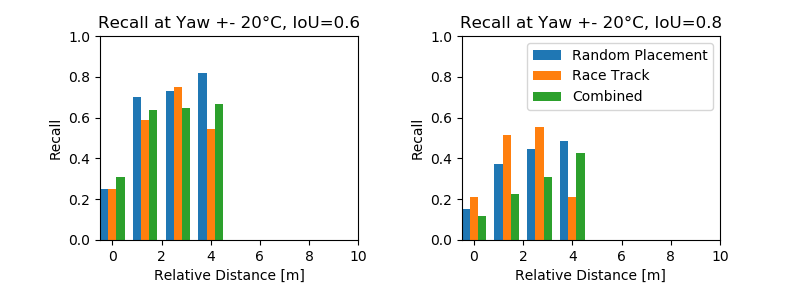 Recall at Yaw +- 20°C, IoU=0.6
1.0
0.8
0.6
0.4
0.2
0.0
Recall
0 2 4 6 8 10
Relative Distance [m]
Recall at Yaw +- 20°C, IoU=0.8
1.0
0.8
0.6
0.4
0.2
0.0
Recall
Random Placement
Race Track
Combined
0 2 4 6 8 10
Relative Distance [m]